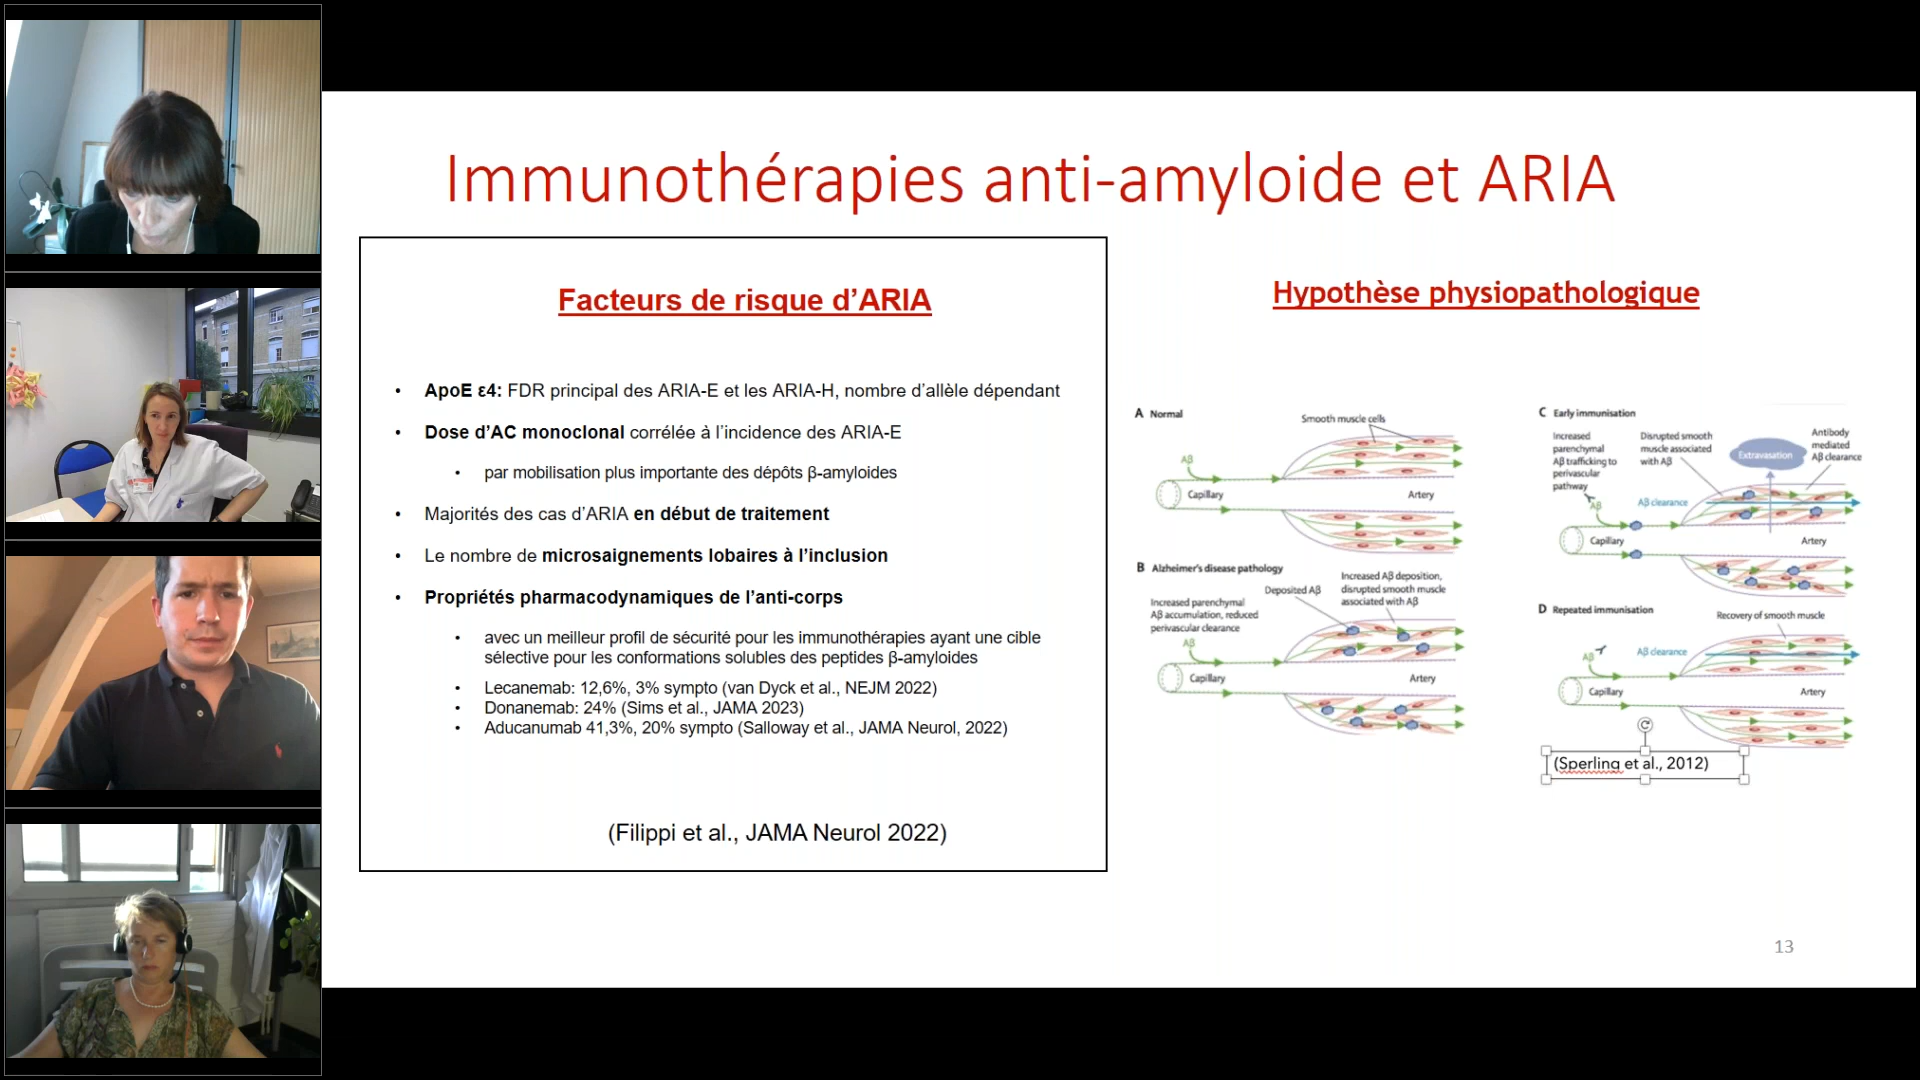 Immunothérapies anti-amyloide et ARIA
Facteurs de risque d’ARIA
• ApoE ε4: FDR principal des ARIA-E et les ARIA-H, nombre d’allèle dépendant
• Dose d’AC monoclonal corrélée à l’incidence des ARIA-E
• par mobilisation plus importante des dépôts β-amyloides
• Majorités des cas d’ARIA en début de traitement
• Le nombre de microsaignements lobaires à l’inclusion
• Propriétés pharmacodynamiques de l’anti-corps
• avec un meilleur profil de sécurité pour les immunothérapies ayant une cible
sélective pour les conformations solubles des peptides β-amyloides
• Lecanemab: 12,6%, 3% sympto (van Dyck et al., NEJM 2022)
• Donanemab: 24% (Sims et al., JAMA 2023)
• Aducanumab 41,3%, 20% sympto (Salloway et al., JAMA Neurol, 2022)
(Filippi et al., JAMA Neurol 2022)
Hypothèse physiopathologique
A Normal
Smooth muscle cells
Aβ
Capillary
Artery
B Alzheimer's disease pathology
Increased parenchymal
Aβ accumulation, reduced
perivascular clearance
Deposited Aβ
Increased Aβ deposition,
disrupted smooth muscle
associated with Aβ
Aβ
Capillary
Artery
C Early immunisation
Increased
parenchymal
Aβ trafficking to
perivascular
pathway
Disrupted smooth
muscle associated
with Aβ
Extravasation
Antibody
mediated
Aβ clearance
Aβ
Aβ clearance
Capillary
Artery
D Repeated immunisation
Recovery of smooth muscle
Aβ
Aβ clearance
Capillary
Artery
(Sperling et al., 2012)
13